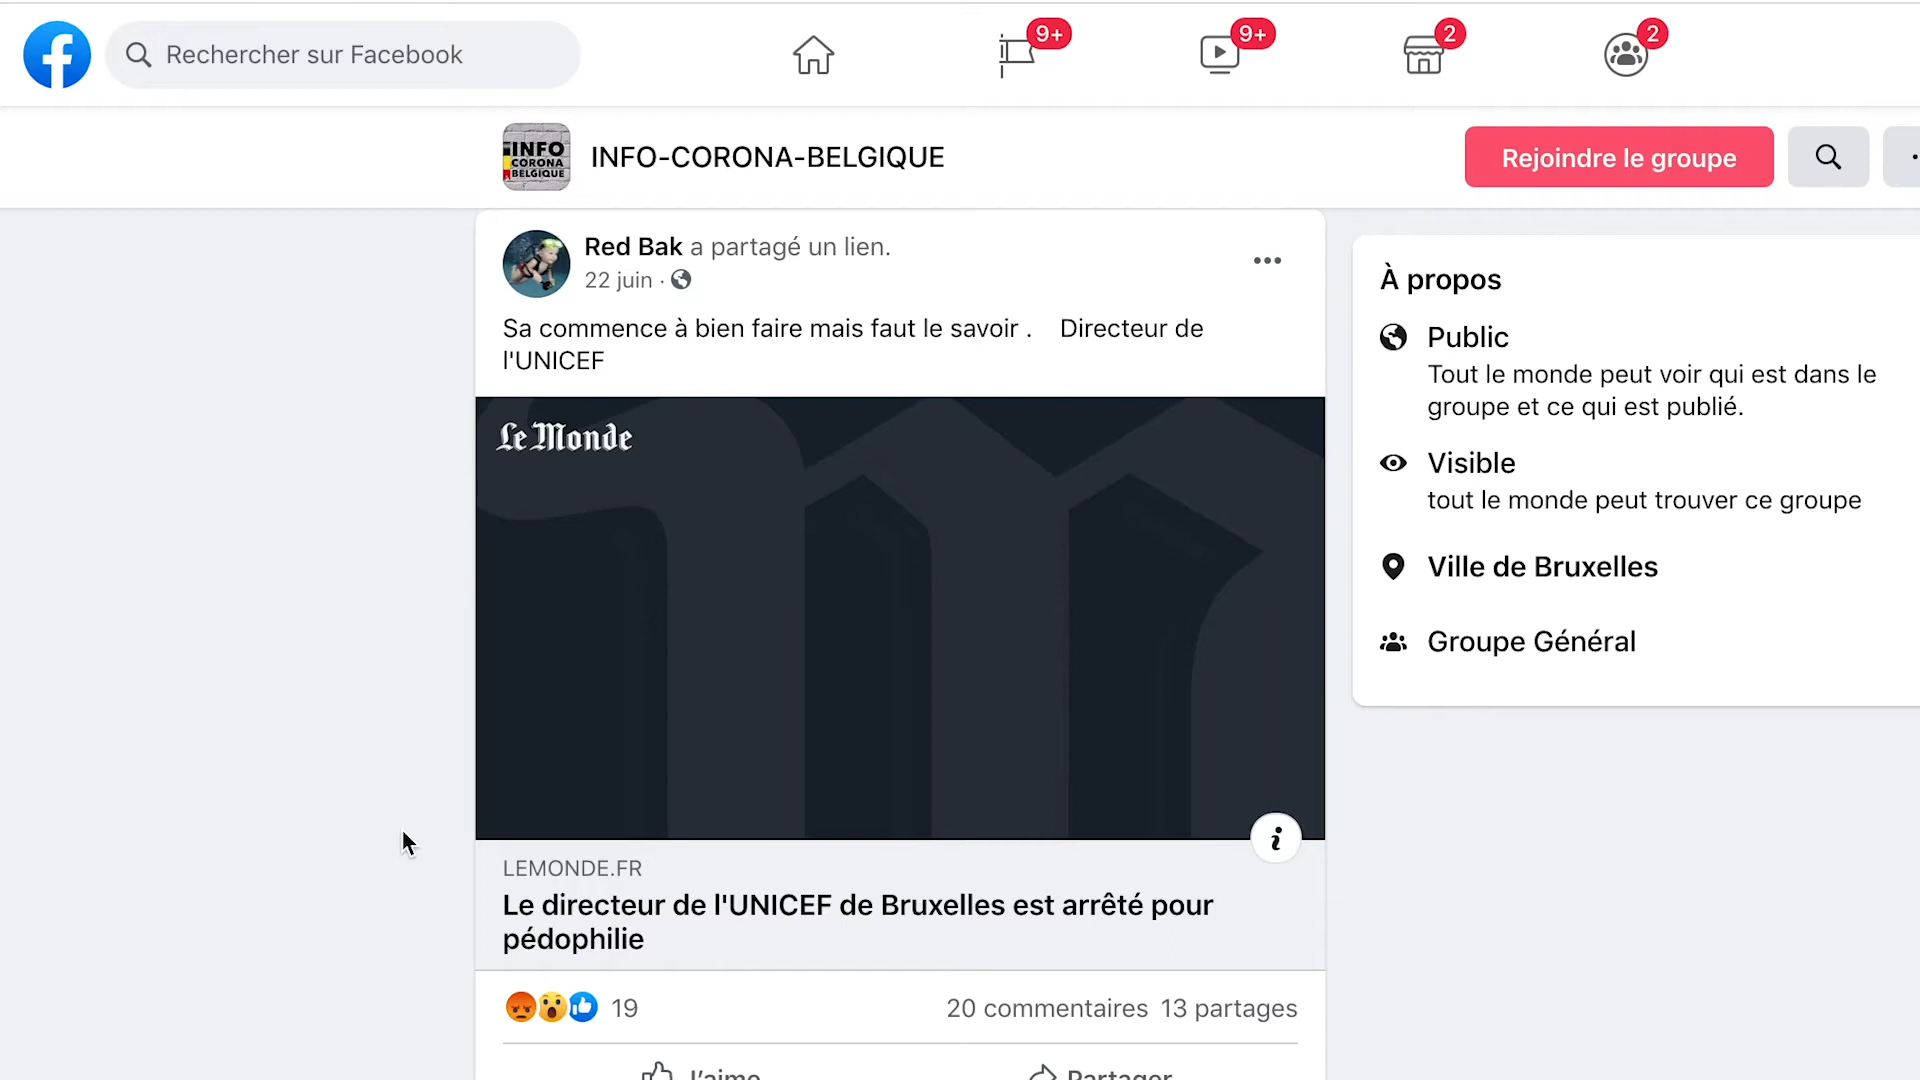 Rechercher sur Facebook
9+
9+
2
2
INFO
CORONA
BELGIQUE
INFO-CORONA-BELGIQUE
Rejoindre le groupe
Red Bak a partagé un lien.
22 juin ·
Sa commence à bien faire mais faut le savoir . Directeur de
l'UNICEF
Le Monde
LEMONDE.FR
Le directeur de l'UNICEF de Bruxelles est arrêté pour
pédophilie
19
20 commentaires 13 partages
J'aime
Partager
À propos
Public
Tout le monde peut voir qui est dans le
groupe et ce qui est publié.
Visible
tout le monde peut trouver ce groupe
Ville de Bruxelles
Groupe Général